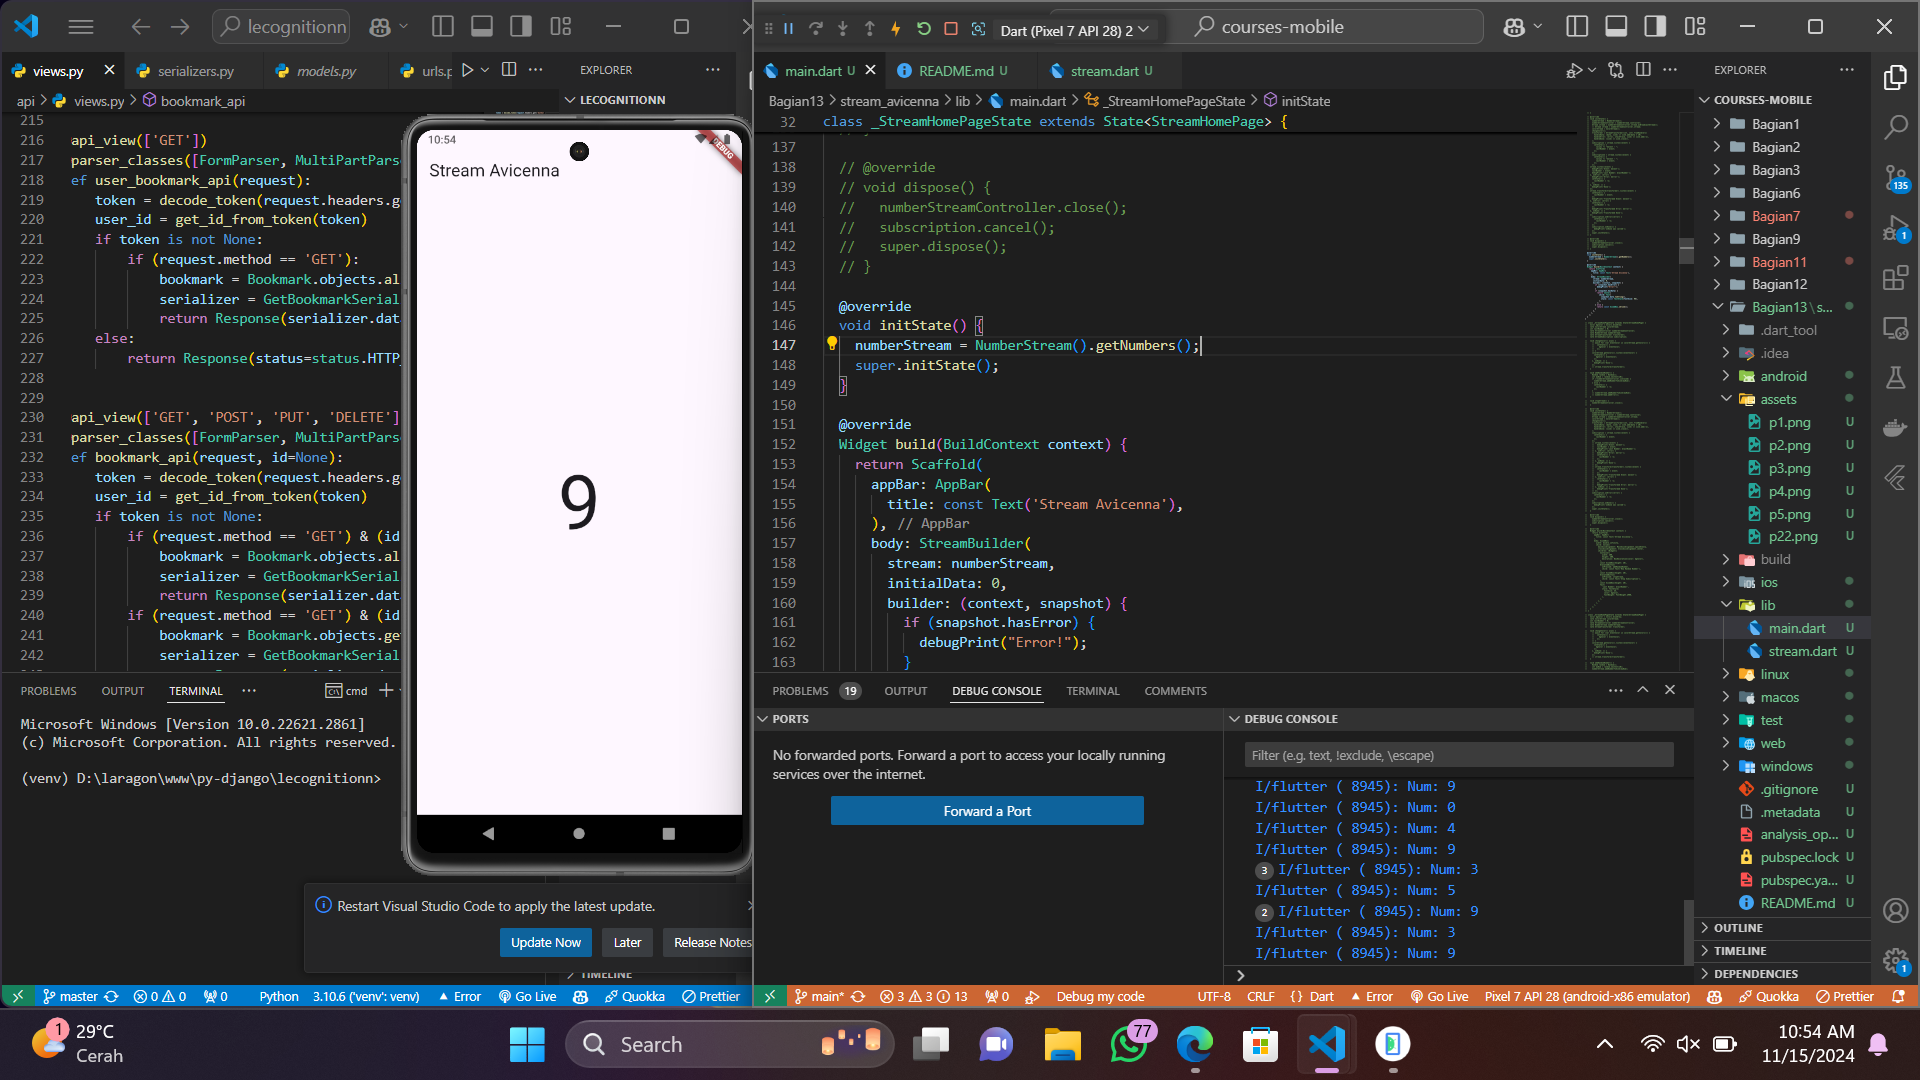 lecognitionn
views.py
serializers.py
models.py
urls.p
EXPLORER
api > views.py > bookmark_api
LECOGNITIONN
215
216 api_view(['GET'])
217 parser_classes([FormParser, MultiPartPars
218 ef user_bookmark_api(request):
219 token = decode_token(request.headers.ge
220 user_id = get_id_from_token(token)
221 if token is not None:
222 if (request.method == 'GET'):
223 bookmark = Bookmark.objects.al
224 serializer = GetBookmarkSerial
225 return Response(serializer.data
226 else:
227 return Response(status=status.HTTP_
228
229
230 api_view(['GET', 'POST', 'PUT', 'DELETE']
231 parser_classes([FormParser, MultiPartPars
232 ef bookmark_api(request, id=None):
233 token = decode_token(request.headers.ge
234 user_id = get_id_from_token(token)
235 if token is not None:
236 if (request.method == 'GET') & (id
237 bookmark = Bookmark.objects.al
238 serializer = GetBookmarkSerial
239 return Response(serializer.data
240 if (request.method == 'GET') & (id
241 bookmark = Bookmark.objects.ge
242 serializer = GetBookmarkSerial
PROBLEMS OUTPUT TERMINAL
cmd
Microsoft Windows [Version 10.0.22621.2861]
(c) Microsoft Corporation. All rights reserved.
(venv) D:\laragon\www\py-django\lecognitionn>
10:54
DEBUG
Stream Avicenna
9
Restart Visual Studio Code to apply the latest update.
Update Now
Later
Release Notes
TIMELINE
master 0 0 0 Python 3.10.6 ('venv': venv) Error Go Live Quokka Prettier
Dart (Pixel 7 API 28) 2
courses-mobile
main.dart U
README.md U
stream.dart U
Bagian13 > stream_avicenna > lib > main.dart > _StreamHomePageState > initState
32 class _StreamHomePageState extends State<StreamHomePage> {
137
138 // @override
139 // void dispose() {
140 // numberStreamController.close();
141 // subscription.cancel();
142 // super.dispose();
143 // }
144
145 @override
146 void initState() {
147 numberStream = NumberStream().getNumbers();
148 super.initState();
149 }
150
151 @override
152 Widget build(BuildContext context) {
153 return Scaffold(
154 appBar: AppBar(
155 title: const Text('Stream Avicenna'),
156 ), // AppBar
157 body: StreamBuilder(
158 stream: numberStream,
159 initialData: 0,
160 builder: (context, snapshot) {
161 if (snapshot.hasError) {
162 debugPrint("Error!");
163 }
PROBLEMS 19 OUTPUT DEBUG CONSOLE TERMINAL COMMENTS
PORTS
No forwarded ports. Forward a port to access your locally running
services over the internet.
Forward a Port
DEBUG CONSOLE
Filter (e.g. text, !exclude, \escape)
I/flutter ( 8945): Num: 9
I/flutter ( 8945): Num: 0
I/flutter ( 8945): Num: 4
I/flutter ( 8945): Num: 9
3 I/flutter ( 8945): Num: 3
I/flutter ( 8945): Num: 5
2 I/flutter ( 8945): Num: 9
I/flutter ( 8945): Num: 3
I/flutter ( 8945): Num: 9
EXPLORER
COURSES-MOBILE
Bagian1
Bagian2
Bagian3
Bagian6
Bagian7
Bagian9
Bagian11
Bagian12
Bagian13\s...
.dart_tool
.idea
android
assets
p1.png U
p2.png U
p3.png U
p4.png U
p5.png U
p22.png U
build
ios
lib
main.dart U
stream.dart U
linux
macos
test
web
windows
.gitignore U
.metadata U
analysis_op... U
pubspec.lock U
pubspec.ya... U
README.md U
OUTLINE
TIMELINE
DEPENDENCIES
135
1
1
main* 3 3 13 0 Debug my code UTF-8 CRLF {} Dart Error Go Live Pixel 7 API 28 (android-x86 emulator) Quokka Prettier
1
29°C
Cerah
Search
77
10:54 AM
11/15/2024